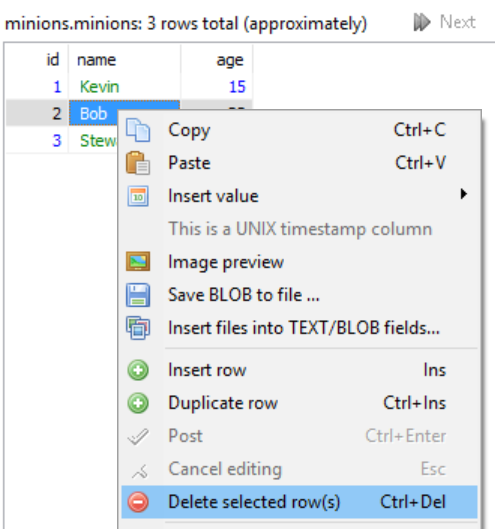 minions.minions: 3 rows total (approximately) Next
id name age
1 Kevin 15
2 Bob
3 Stew
Copy Ctrl+C
Paste Ctrl+V
Insert value
This is a UNIX timestamp column
Image preview
Save BLOB to file ...
Insert files into TEXT/BLOB fields...
Insert row Ins
Duplicate row Ctrl+Ins
Post Ctrl+Enter
Cancel editing Esc
Delete selected row(s) Ctrl+Del